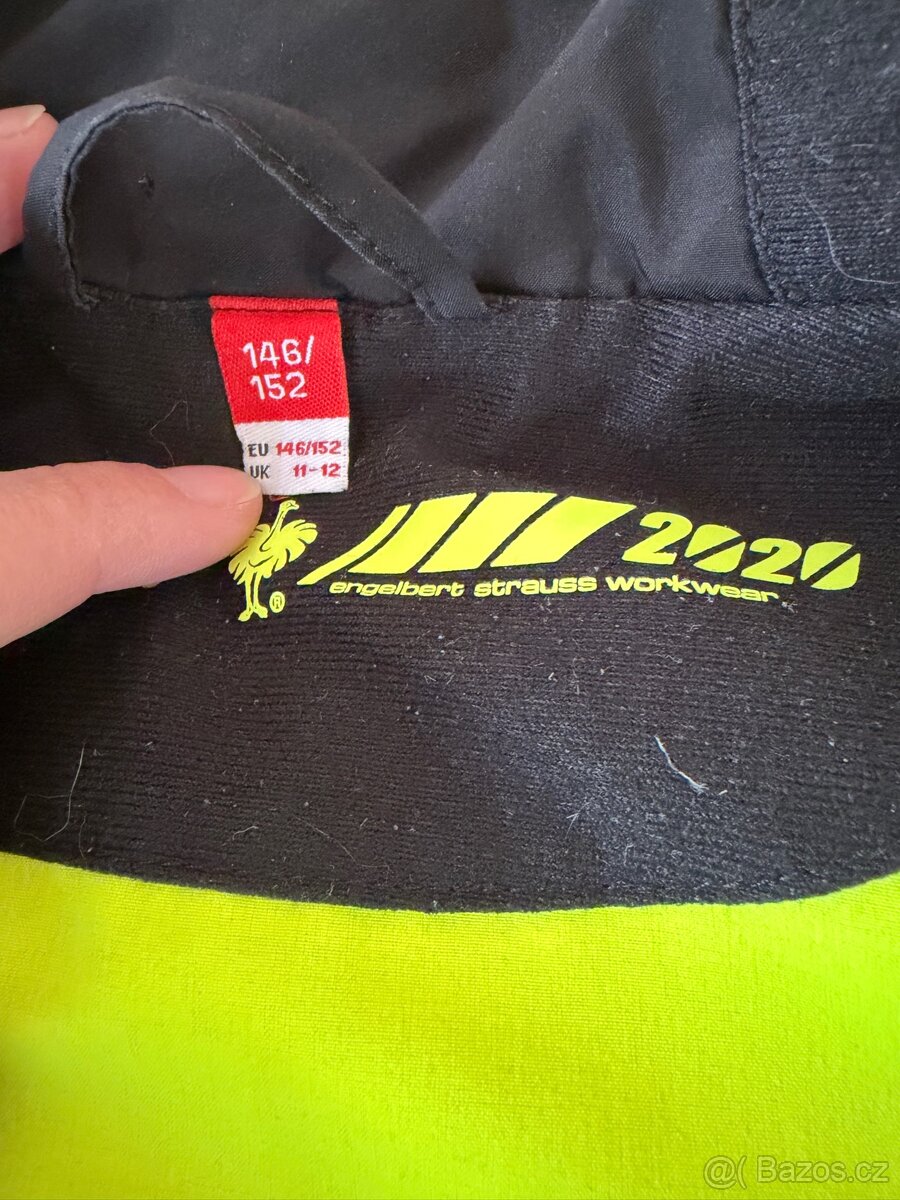 146/
152
EU 146/152
UK 11-12
2020
engelbert strauss workwear
®
@( Bazos.cz